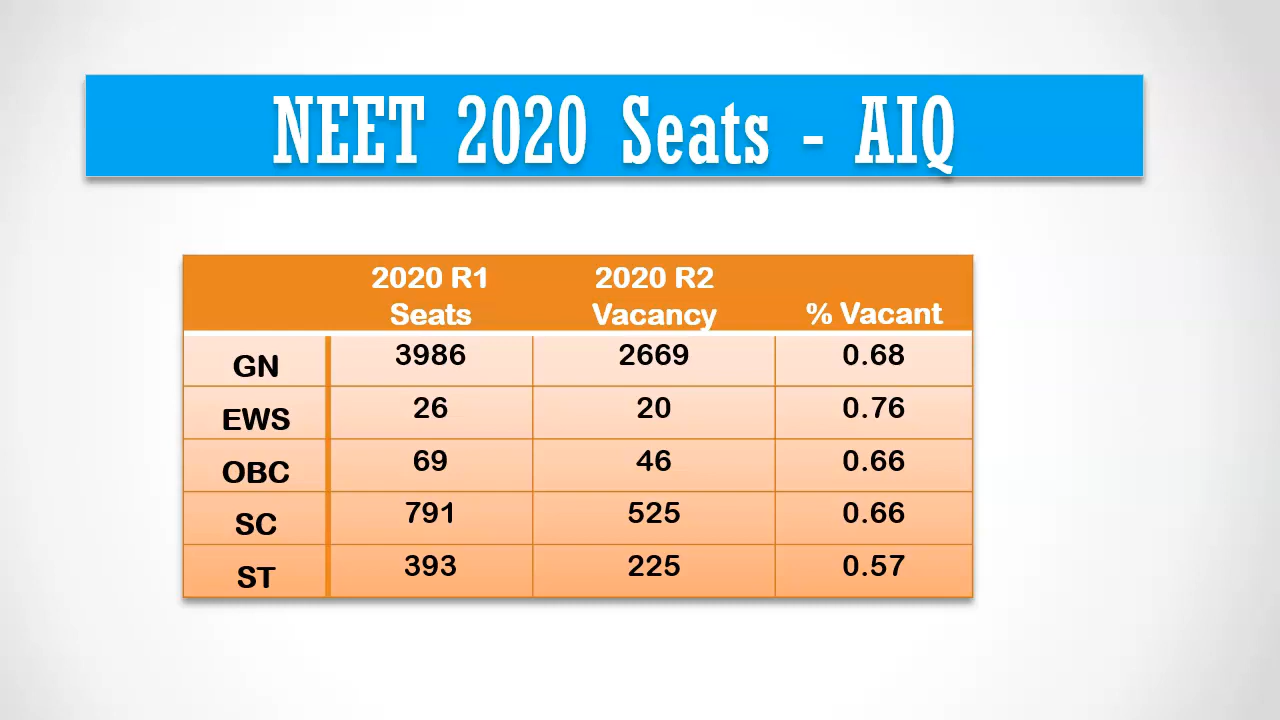 NEET 2020 Seats - AIQ
2020 R1 Seats 2020 R2 Vacancy % Vacant
GN 3986 2669 0.68
EWS 26 20 0.76
OBC 69 46 0.66
SC 791 525 0.66
ST 393 225 0.57